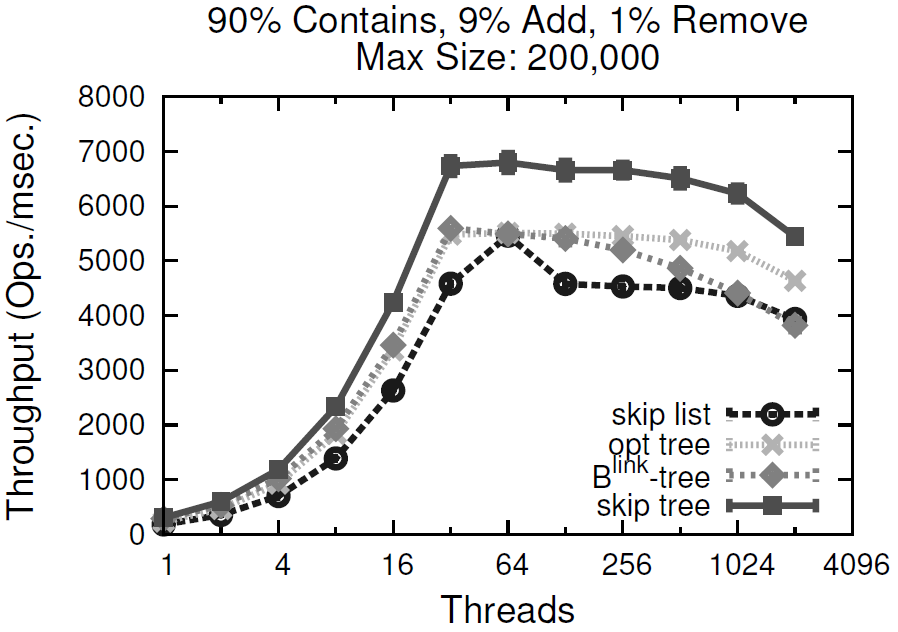 90% Contains, 9% Add, 1% Remove
Max Size: 200,000
Throughput (Ops./msec.)
8000
7000
6000
5000
4000
3000
2000
1000
0
skip list
opt tree
Blink-tree
skip tree
1 4 16 64 256 1024 4096
Threads